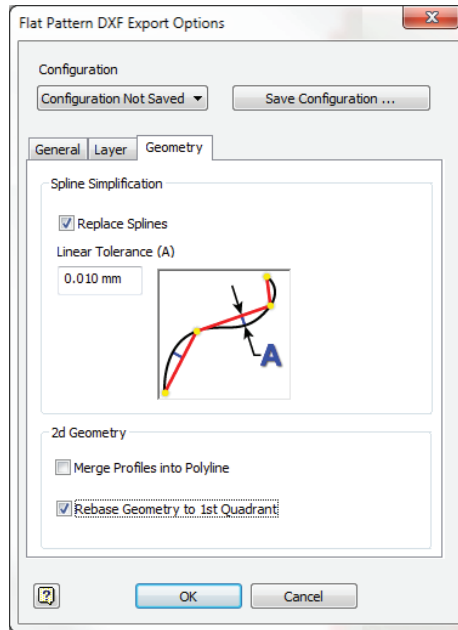 Flat Pattern DXF Export Options
Configuration
Configuration Not Saved
Save Configuration ...
General
Layer
Geometry
Spline Simplification
Replace Splines
Linear Tolerance (A)
0.010 mm
A
2d Geometry
Merge Profiles into Polyline
Rebase Geometry to 1st Quadrant
?
OK
Cancel